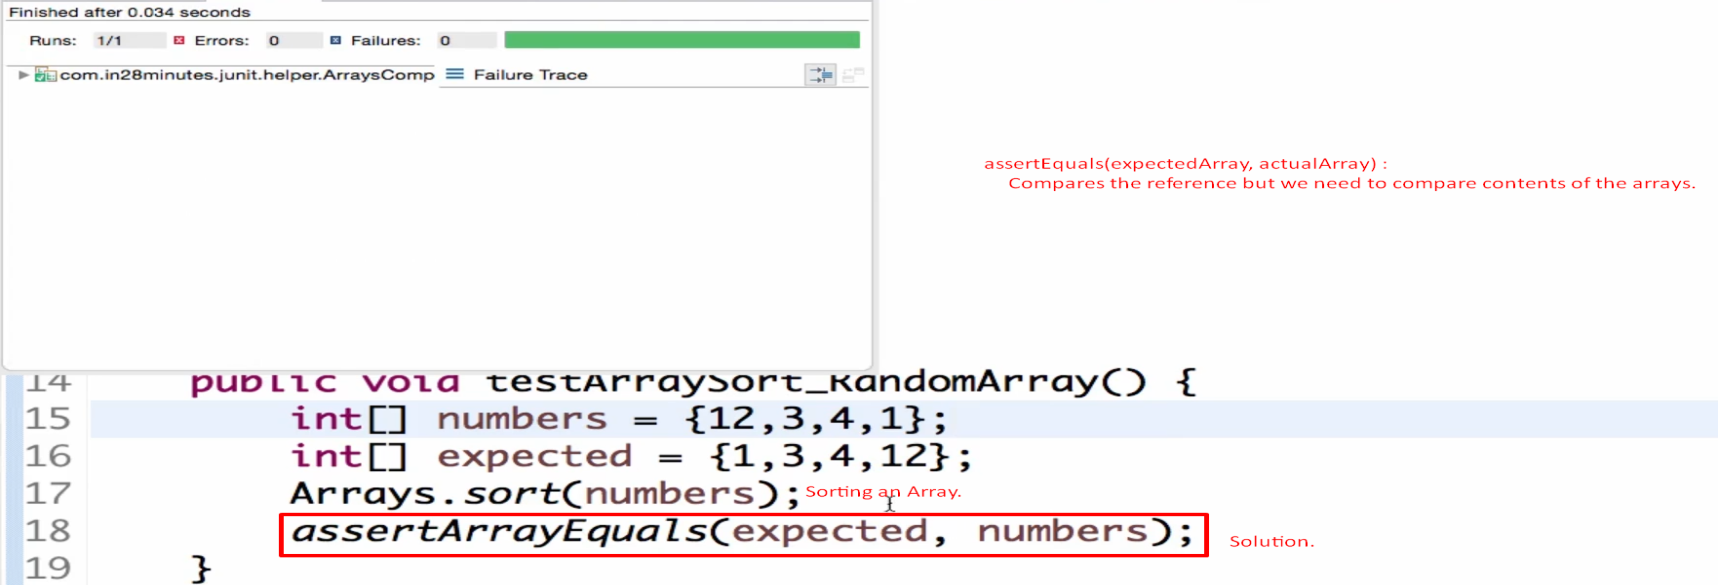 Finished after 0.034 seconds
Runs: 1/1 Errors: 0 Failures: 0
com.in28minutes.junit.helper.ArraysComp
Failure Trace
assertEquals(expectedArray, actualArray) :
Compares the reference but we need to compare contents of the arrays.
14 public void testArraySort_RandomArray() {
15 int[] numbers = {12,3,4,1};
16 int[] expected = {1,3,4,12};
17 Arrays.sort(numbers); Sorting an Array.
18 assertArrayEquals(expected, numbers); Solution.
19 }